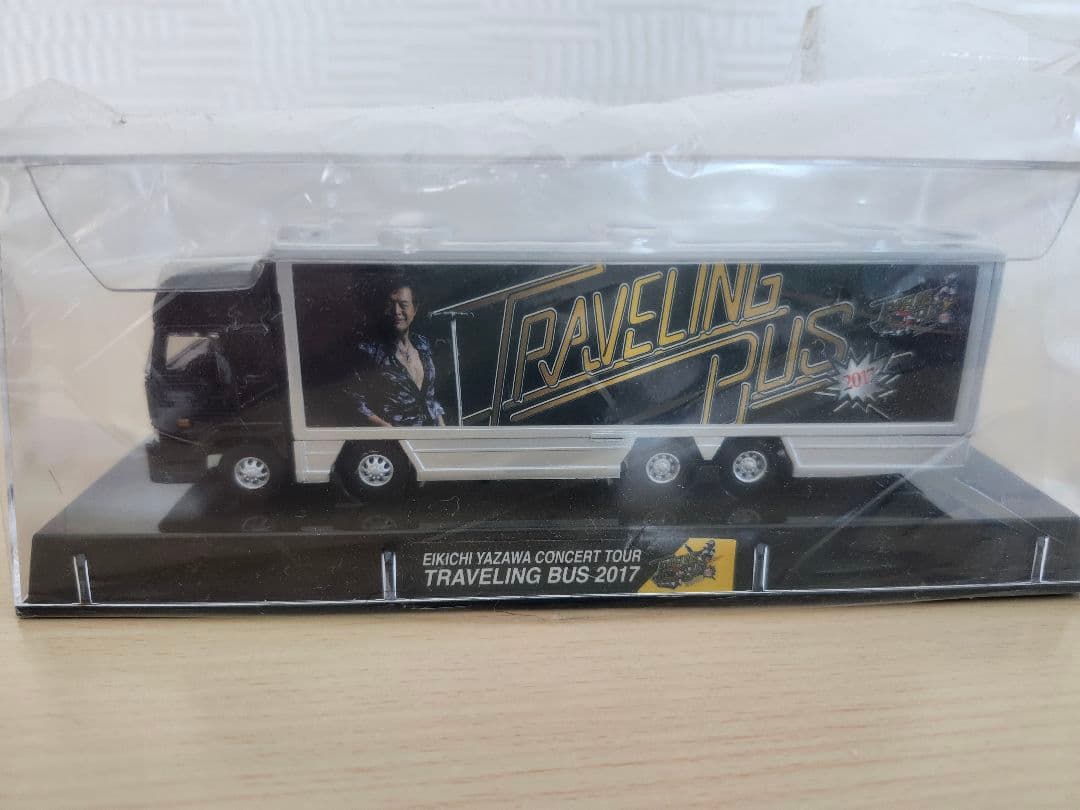 TRAVELING
BUS
2017
EIKICHI YAZAWA CONCERT TOUR
TRAVELING BUS 2017